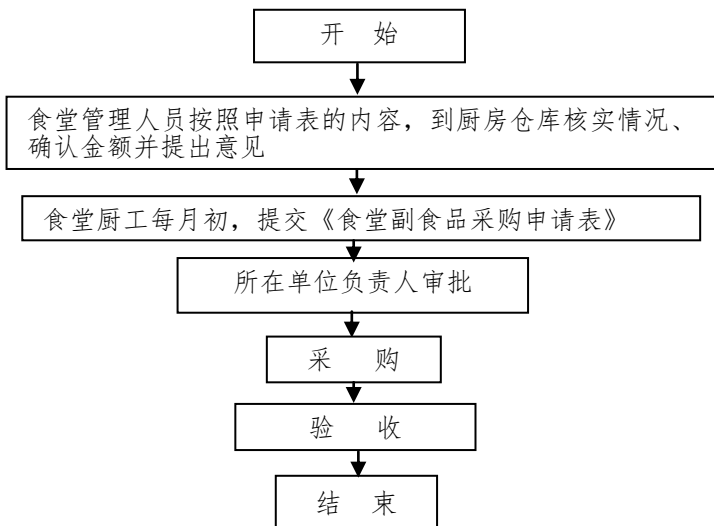 开 始
食堂管理人员按照申请表的内容，到厨房仓库核实情况、
确认金额并提出意见
食堂厨工每月初，提交《食堂副食品采购申请表》
所在单位负责人审批
采 购
验 收
结 束